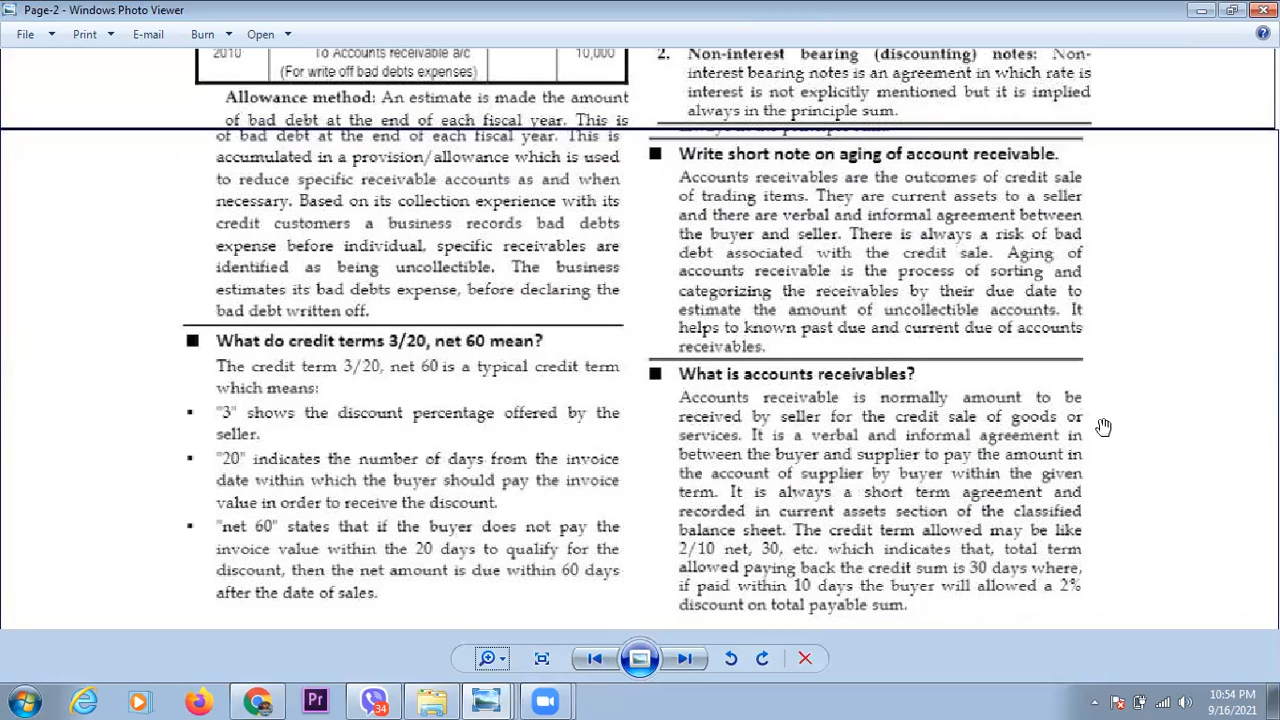 Page-2 - Windows Photo Viewer
File Print E-mail Burn Open
2010 To Accounts receivable a/c 10,000
(For write off bad debts expenses)
Allowance method: An estimate is made the amount
of bad debt at the end of each fiscal year. This is
of bad debt at the end of each fiscal year. This is
accumulated in a provision/allowance which is used
to reduce specific receivable accounts as and when
necessary. Based on its collection experience with its
credit customers a business records bad debts
expense before individual, specific receivables are
identified as being uncollectible. The business
estimates its bad debts expense, before declaring the
bad debt written off.
■ What do credit terms 3/20, net 60 mean?
The credit term 3/20, net 60 is a typical credit term
which means:
▪ "3" shows the discount percentage offered by the
seller.
▪ "20" indicates the number of days from the invoice
date within which the buyer should pay the invoice
value in order to receive the discount.
▪ "net 60" states that if the buyer does not pay the
invoice value within the 20 days to qualify for the
discount, then the net amount is due within 60 days
after the date of sales.
2. Non-interest bearing (discounting) notes: Non-
interest bearing notes is an agreement in which rate is
interest is not explicitly mentioned but it is implied
always in the principle sum.
always in the principle sum.
■ Write short note on aging of account receivable.
Accounts receivables are the outcomes of credit sale
of trading items. They are current assets to a seller
and there are verbal and informal agreement between
the buyer and seller. There is always a risk of bad
debt associated with the credit sale. Aging of
accounts receivable is the process of sorting and
categorizing the receivables by their due date to
estimate the amount of uncollectible accounts. It
helps to known past due and current due of accounts
receivables.
■ What is accounts receivables?
Accounts receivable is normally amount to be
received by seller for the credit sale of goods or
services. It is a verbal and informal agreement in
between the buyer and supplier to pay the amount in
the account of supplier by buyer within the given
term. It is always a short term agreement and
recorded in current assets section of the classified
balance sheet. The credit term allowed may be like
2/10 net, 30, etc. which indicates that, total term
allowed paying back the credit sum is 30 days where,
if paid within 10 days the buyer will allowed a 2%
discount on total payable sum.
Pr
34
10:54 PM
9/16/2021